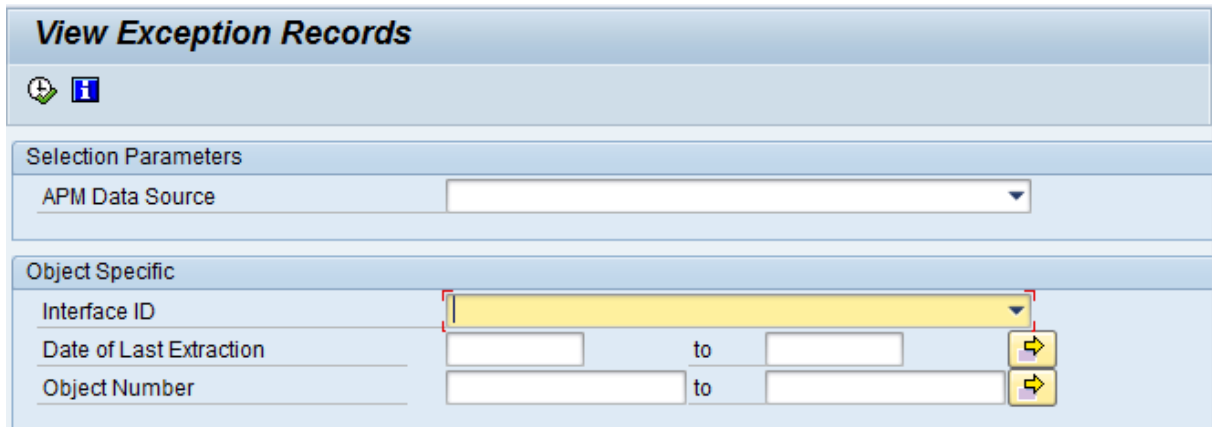 View Exception Records
Selection Parameters
APM Data Source
Object Specific
Interface ID
Date of Last Extraction to
Object Number to